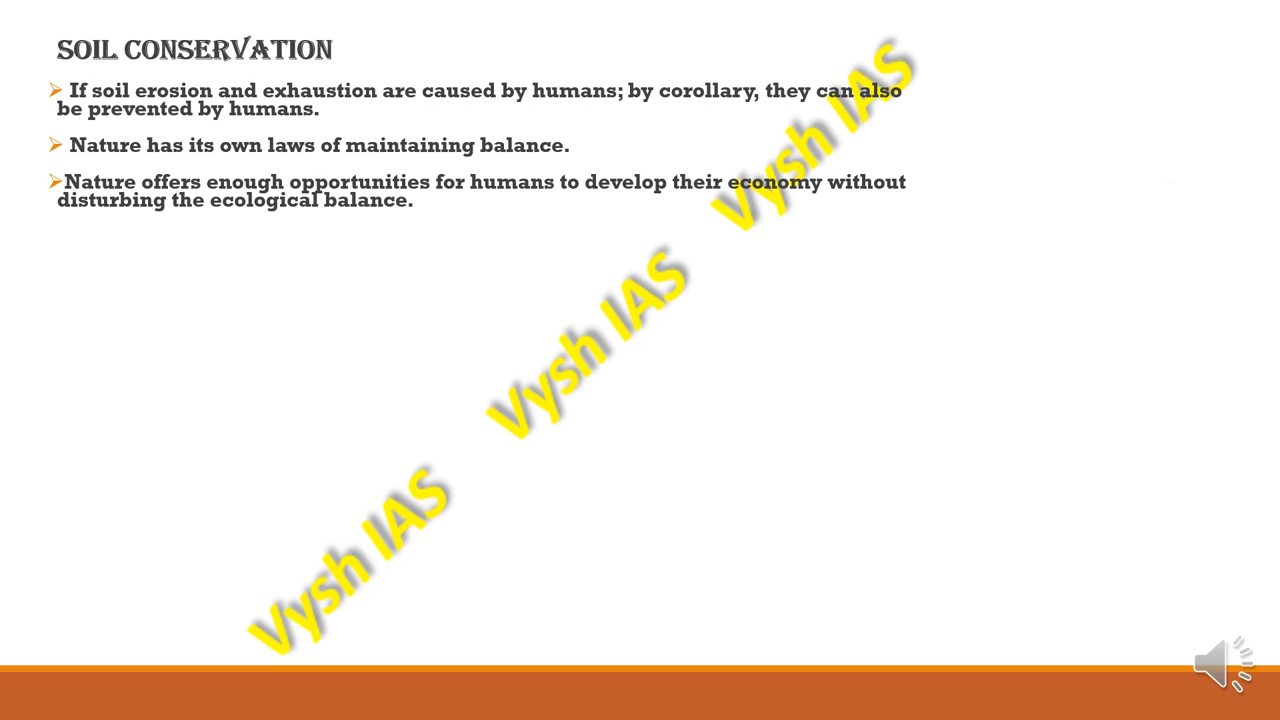 SOIL CONSERVATION
➢ If soil erosion and exhaustion are caused by humans; by corollary, they can also
be prevented by humans.
➢ Nature has its own laws of maintaining balance.
➢Nature offers enough opportunities for humans to develop their economy without
disturbing the ecological balance.
Vysh IAS
Vysh IAS
Vysh IAS